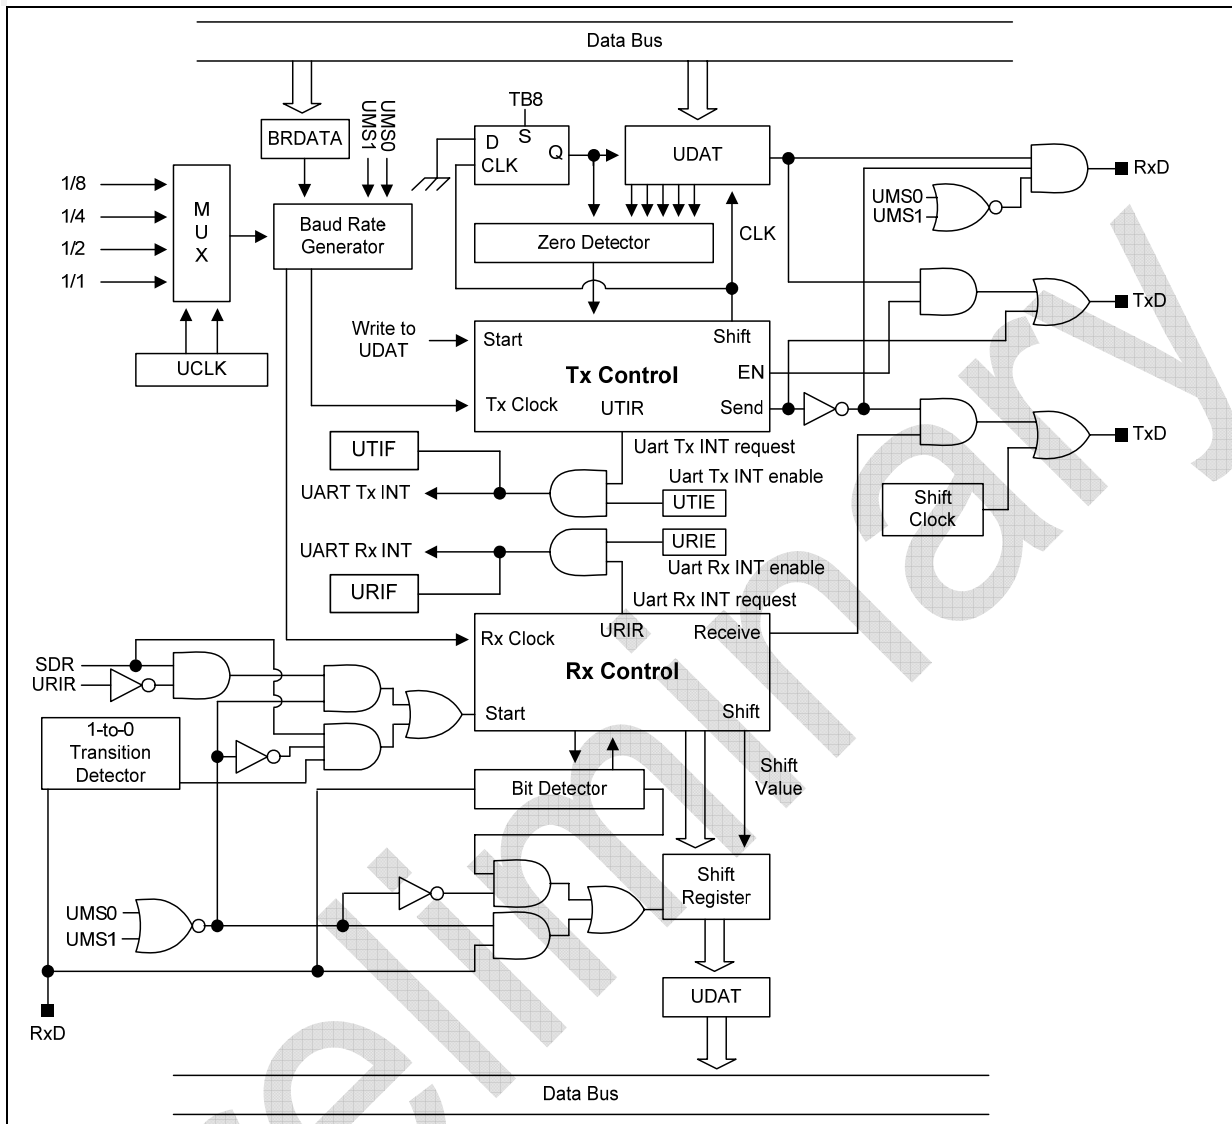 Data Bus
TB8
UMS1
UMS0
BRDATA
D
S
Q
CLK
UDAT
RxD
1/8
1/4
1/2
1/1
MUX
UMS0
UMS1
Baud Rate
Generator
Zero Detector
CLK
TxD
Write to
UDAT
Start
Shift
UCLK
Tx Control
EN
Tx Clock
UTIR
Send
TxD
UTIF
Uart Tx INT request
Uart Tx INT enable
UART Tx INT
UTIE
Shift
Clock
UART Rx INT
URIE
Uart Rx INT enable
URIF
Uart Rx INT request
Rx Clock
URIR
Receive
SDR
URIR
Rx Control
Start
Shift
1-to-0
Transition
Detector
Bit Detector
Shift
Value
Shift
Register
UMS0
UMS1
UDAT
RxD
Data Bus
reliminary